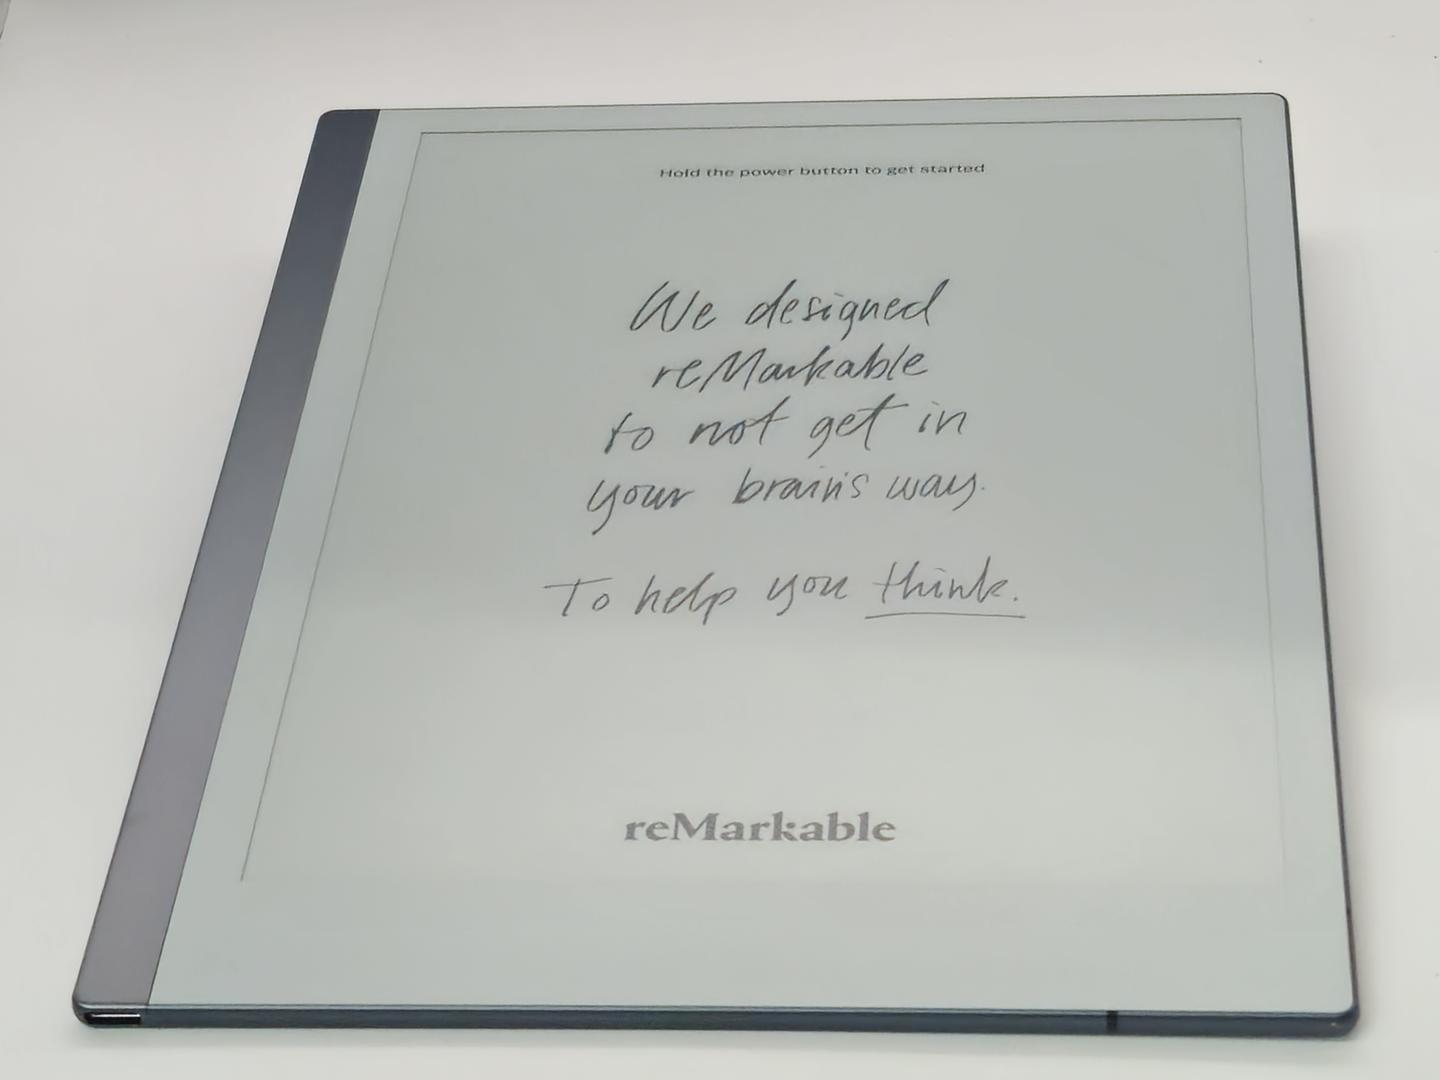 Hold the power button to get started
We designed
reMarkable
to not get in
your brain's way.
To help you think.
reMarkable